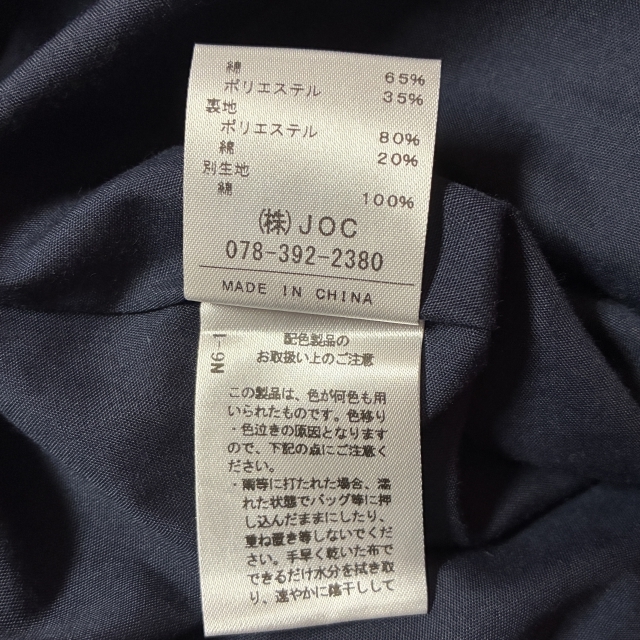 綿 65%
ポリエステル 35%
裏地
ポリエステル 80%
綿 20%
別生地
綿 100%
(株)JOC
078-392-2380
MADE IN CHINA
配色製品の
お取扱い上のご注意
この製品は、色が何色も用
いられたものです。色移り
・色泣きの原因となります
ので、下記の点にご注意く
ださい。
・雨等に打たれた場合、濡
れた状態でバッグ等に押
し込んだままにしたり、
重ね置き等しないでくだ
さい。手早く乾いた布で
できるだけ水分を拭き取
り、速やかに陰干しして